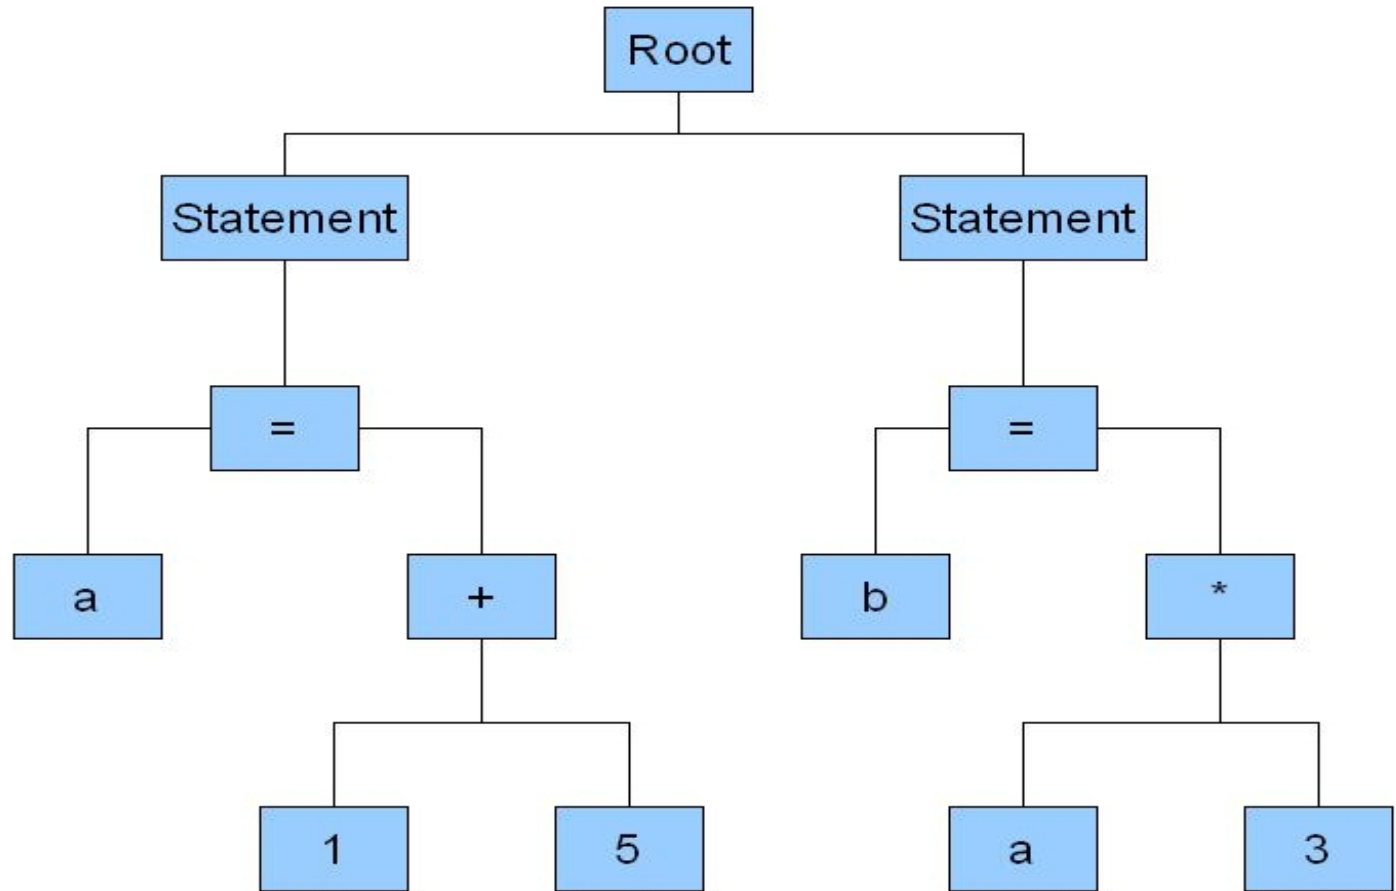 Root
Statement Statement
= =
a + b *
1 5 a 3